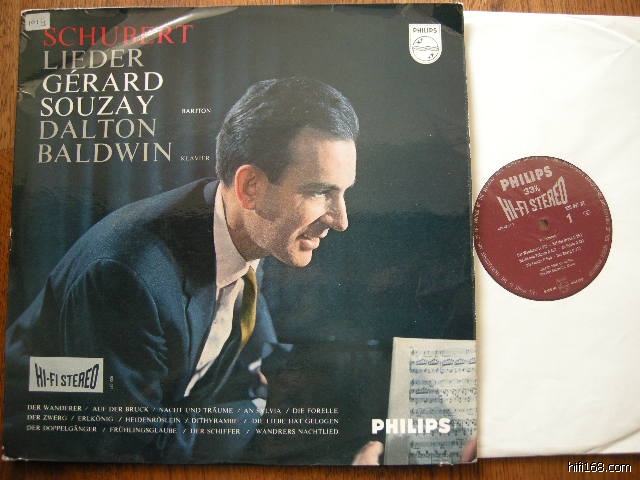 SCHUBERT
LIEDER
GÉRARD
SOUZAY BARITON
DALTON
BALDWIN KLAVIER
PHILIPS
HI-FI STEREO
DER WANDERER / AUF DER BRUCK / NACHT UND TRÄUME / AN SYLVIA / DIE FORELLE
DER ZWERG / ERLKÖNIG / HEIDENRÖSLEIN / DITHYRAMBE / DIE LIEBE HAT GELOGEN
DER DOPPELGÄNGER / FRÜHLINGSGLAUBE / DER SCHIFFER / WANDRERS NACHTLIED
PHILIPS
PHILIPS
33⅓
HI-FI STEREO
1
hifi168.com